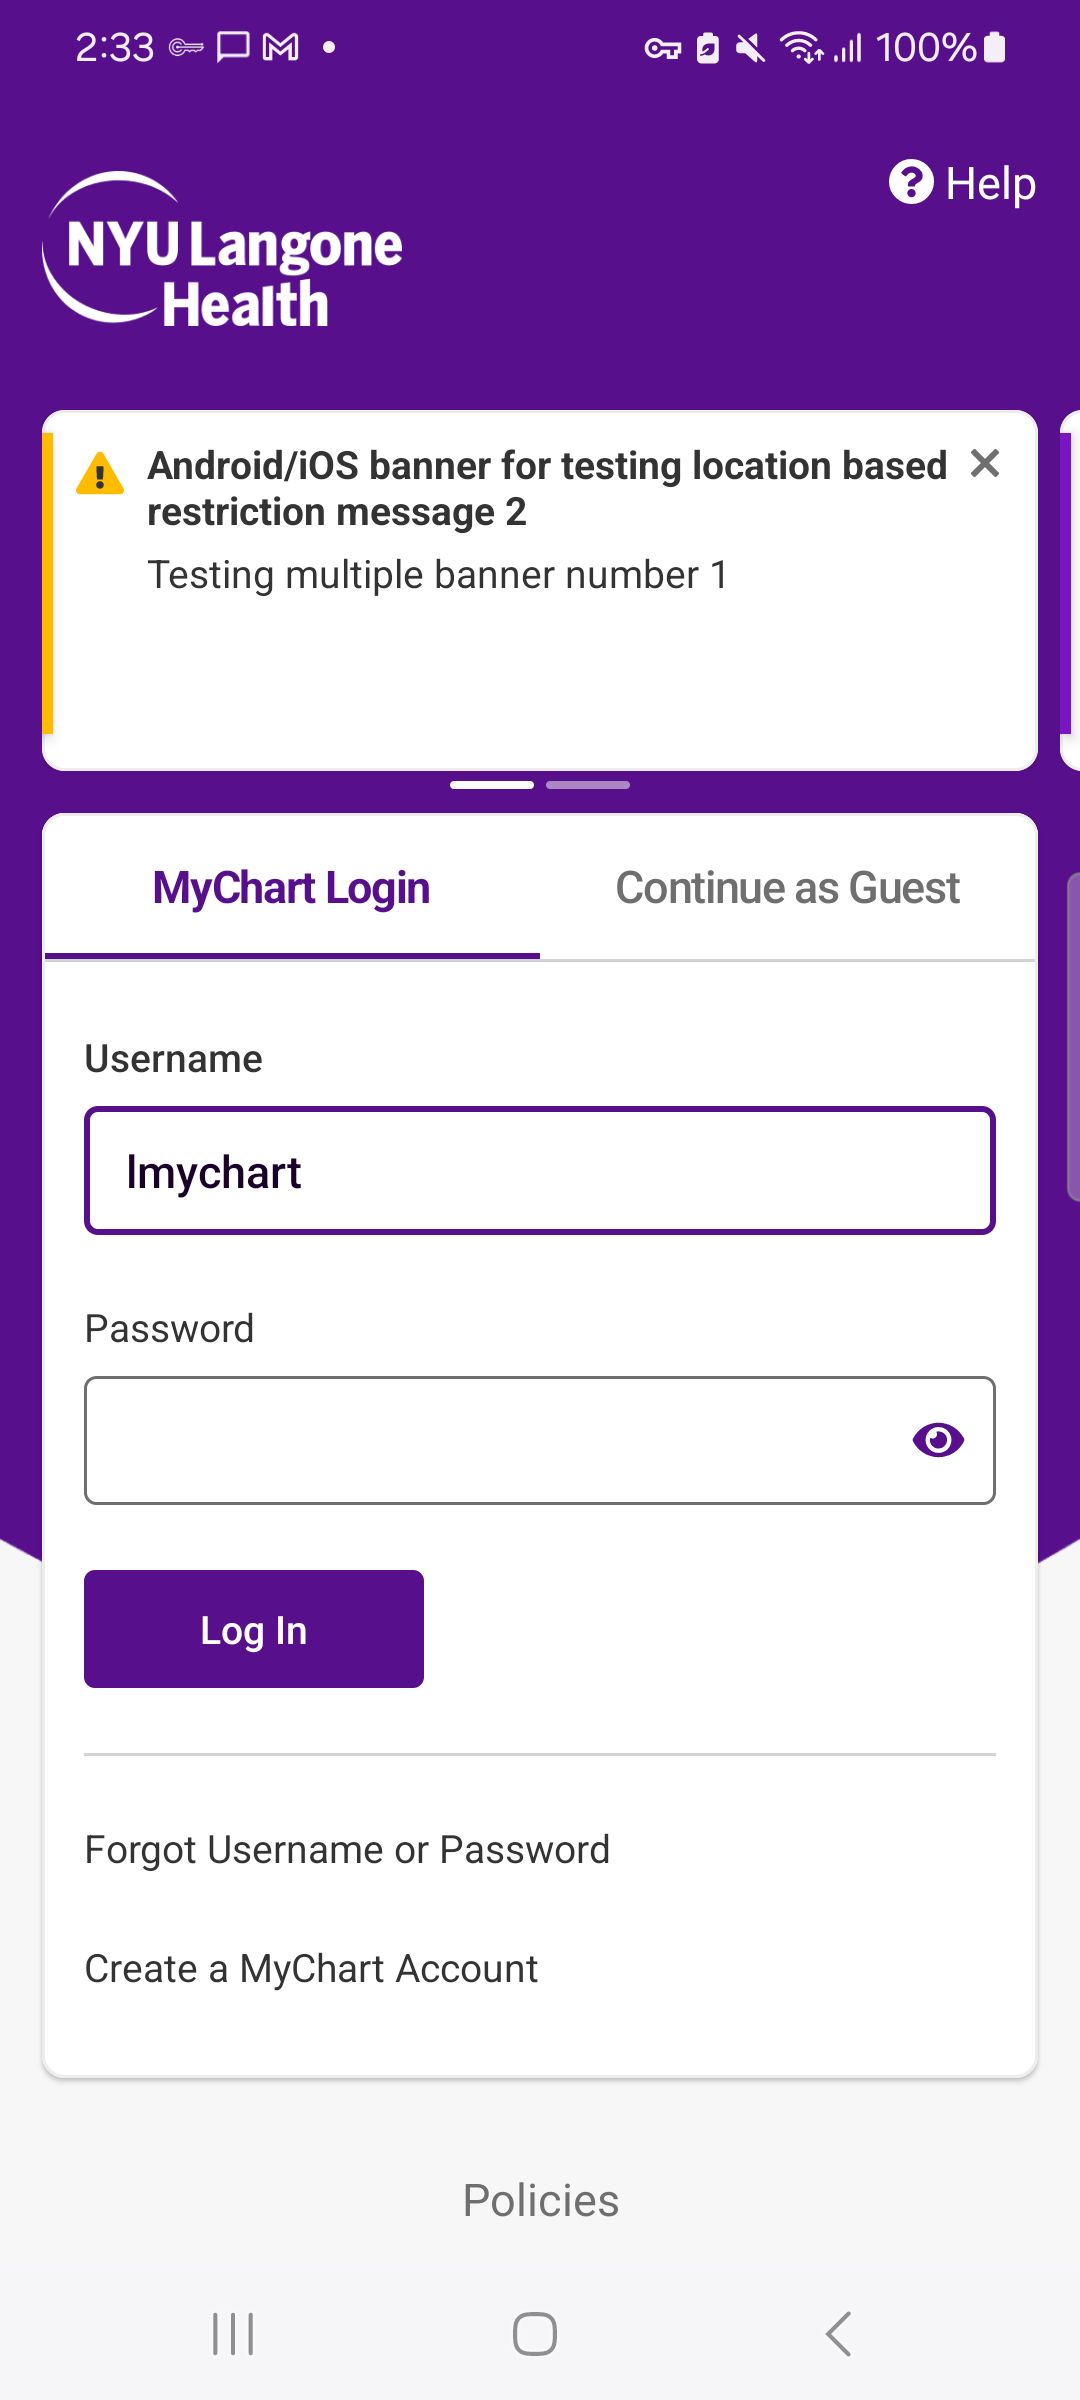 2:33
100%
Help
NYU Langone
Health
Android/iOS banner for testing location based
restriction message 2
Testing multiple banner number 1
MyChart Login
Continue as Guest
Username
lmychart
Password
Log In
Forgot Username or Password
Create a MyChart Account
Policies